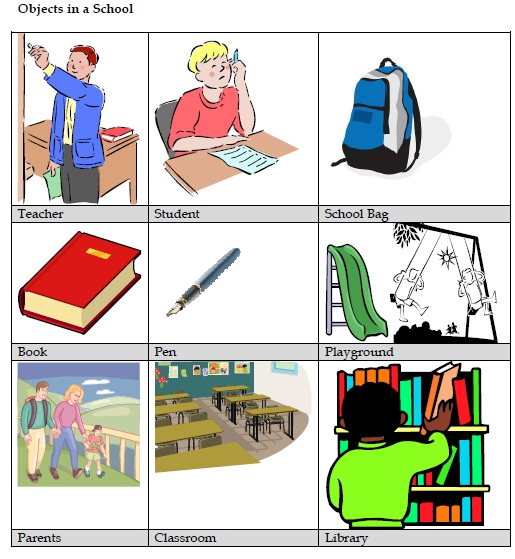 Objects in a School
Teacher
Student
School Bag
Book
Pen
Playground
Parents
Classroom
Library